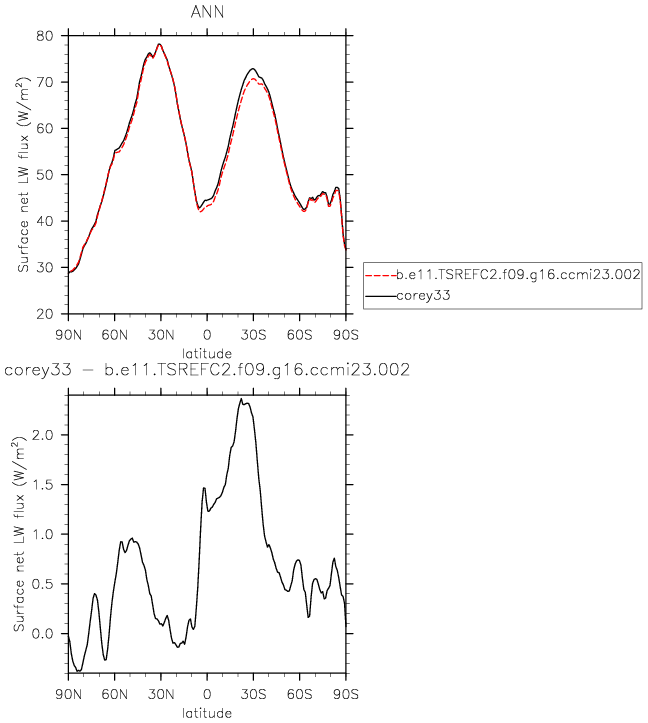 ANN
Surface net LW flux (W/m²)
80
70
60
50
40
30
20
90N 60N 30N 0 30S 60S 90S
latitude
b.e11.TSREFC2.f09.g16.ccmi23.002
corey33
corey33 − b.e11.TSREFC2.f09.g16.ccmi23.002
Surface net LW flux (W/m²)
2.0
1.5
1.0
0.5
0.0
90N 60N 30N 0 30S 60S 90S
latitude